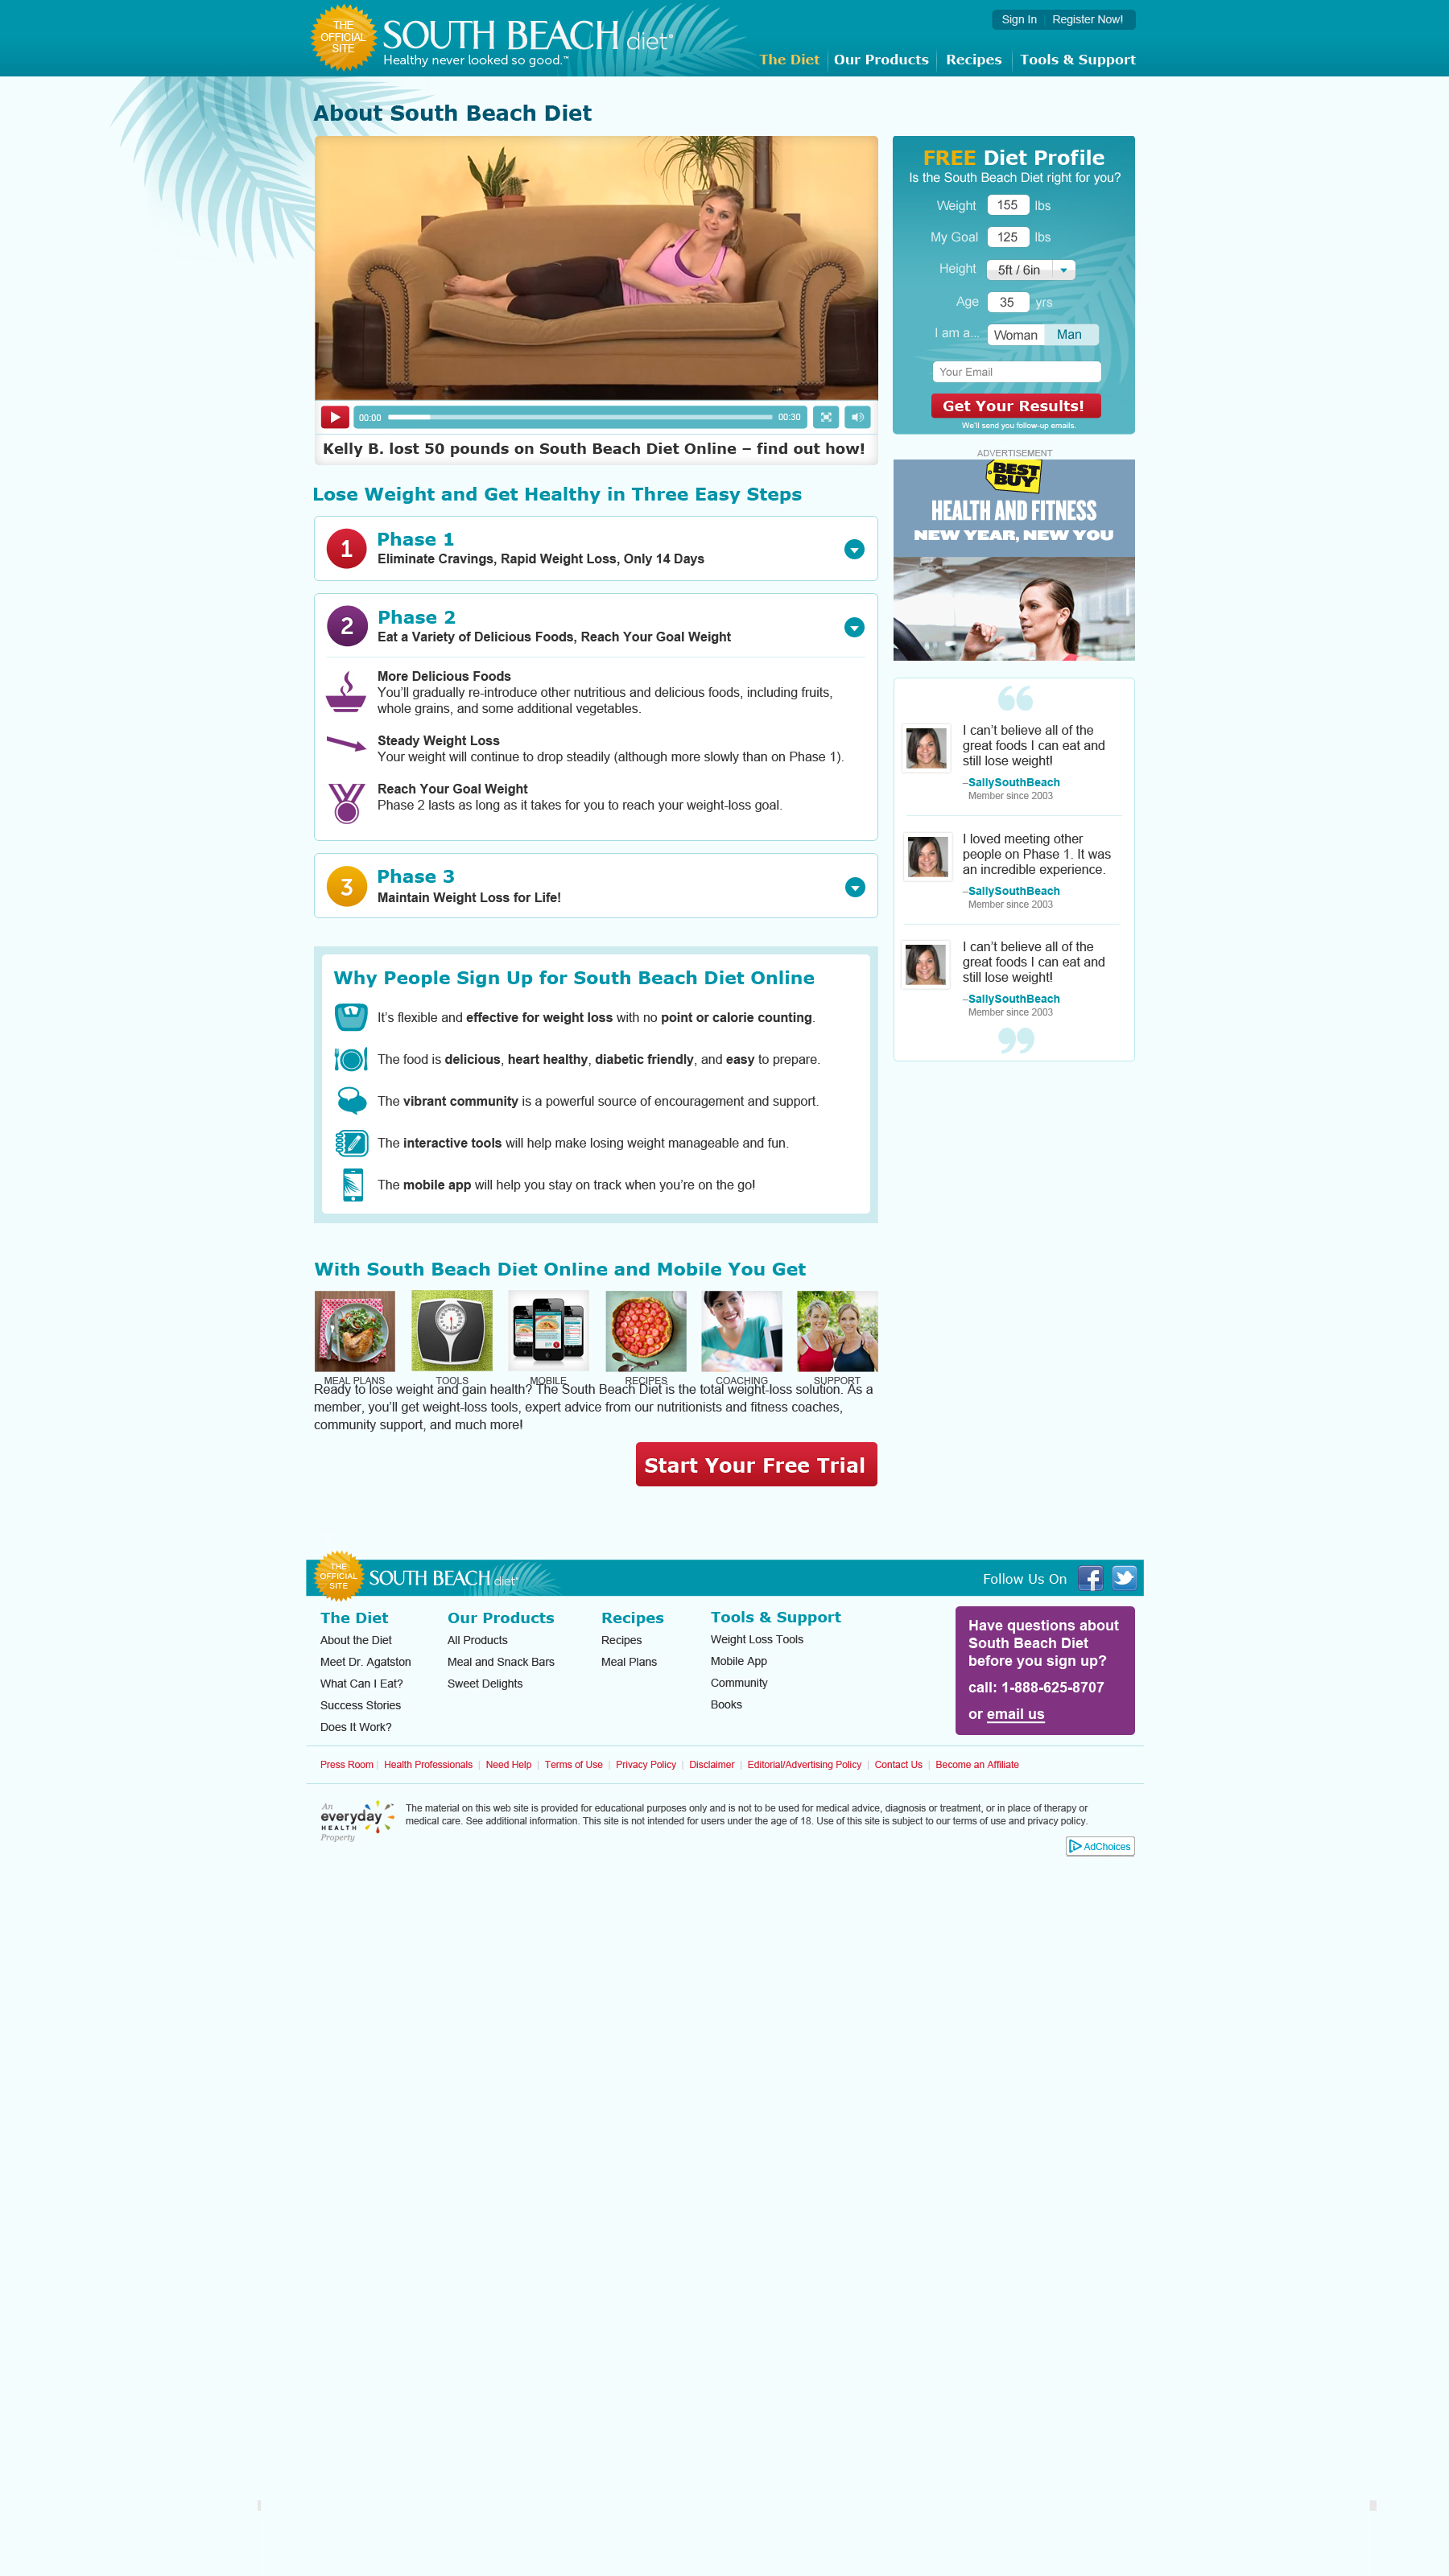 THE
OFFICIAL
SITE
SOUTH BEACH diet®
Healthy never looked so good.™
Sign In
Register Now!
The Diet
Our Products
Recipes
Tools & Support
About South Beach Diet
00:00
00:30
Kelly B. lost 50 pounds on South Beach Diet Online – find out how!
FREE Diet Profile
Is the South Beach Diet right for you?
Weight 155 lbs
My Goal 125 lbs
Height 5ft / 6in
Age 35 yrs
I am a... Woman Man
Your Email
Get Your Results!
We'll send you follow-up emails.
ADVERTISEMENT
BEST
BUY
HEALTH AND FITNESS
NEW YEAR, NEW YOU
Lose Weight and Get Healthy in Three Easy Steps
1
Phase 1
Eliminate Cravings, Rapid Weight Loss, Only 14 Days
2
Phase 2
Eat a Variety of Delicious Foods, Reach Your Goal Weight
More Delicious Foods
You’ll gradually re-introduce other nutritious and delicious foods, including fruits,
whole grains, and some additional vegetables.
Steady Weight Loss
Your weight will continue to drop steadily (although more slowly than on Phase 1).
Reach Your Goal Weight
Phase 2 lasts as long as it takes for you to reach your weight-loss goal.
3
Phase 3
Maintain Weight Loss for Life!
“
I can’t believe all of the
great foods I can eat and
still lose weight!
–SallySouthBeach
Member since 2003
I loved meeting other
people on Phase 1. It was
an incredible experience.
–SallySouthBeach
Member since 2003
I can’t believe all of the
great foods I can eat and
still lose weight!
–SallySouthBeach
Member since 2003
”
Why People Sign Up for South Beach Diet Online
It’s flexible and effective for weight loss with no point or calorie counting.
The food is delicious, heart healthy, diabetic friendly, and easy to prepare.
The vibrant community is a powerful source of encouragement and support.
The interactive tools will help make losing weight manageable and fun.
The mobile app will help you stay on track when you’re on the go!
With South Beach Diet Online and Mobile You Get
MEAL PLANS
TOOLS
MOBILE
RECIPES
COACHING
SUPPORT
Ready to lose weight and gain health? The South Beach Diet is the total weight-loss solution. As a
member, you’ll get weight-loss tools, expert advice from our nutritionists and fitness coaches,
community support, and much more!
Start Your Free Trial
THE
OFFICIAL
SITE
SOUTH BEACH diet®
Follow Us On
The Diet
About the Diet
Meet Dr. Agatston
What Can I Eat?
Success Stories
Does It Work?
Our Products
All Products
Meal and Snack Bars
Sweet Delights
Recipes
Recipes
Meal Plans
Tools & Support
Weight Loss Tools
Mobile App
Community
Books
Have questions about
South Beach Diet
before you sign up?
call: 1-888-625-8707
or email us
Press Room | Health Professionals | Need Help | Terms of Use | Privacy Policy | Disclaimer | Editorial/Advertising Policy | Contact Us | Become an Affiliate
An
everyday
HEALTH
Property
The material on this web site is provided for educational purposes only and is not to be used for medical advice, diagnosis or treatment, or in place of therapy or
medical care. See additional information. This site is not intended for users under the age of 18. Use of this site is subject to our terms of use and privacy policy.
AdChoices